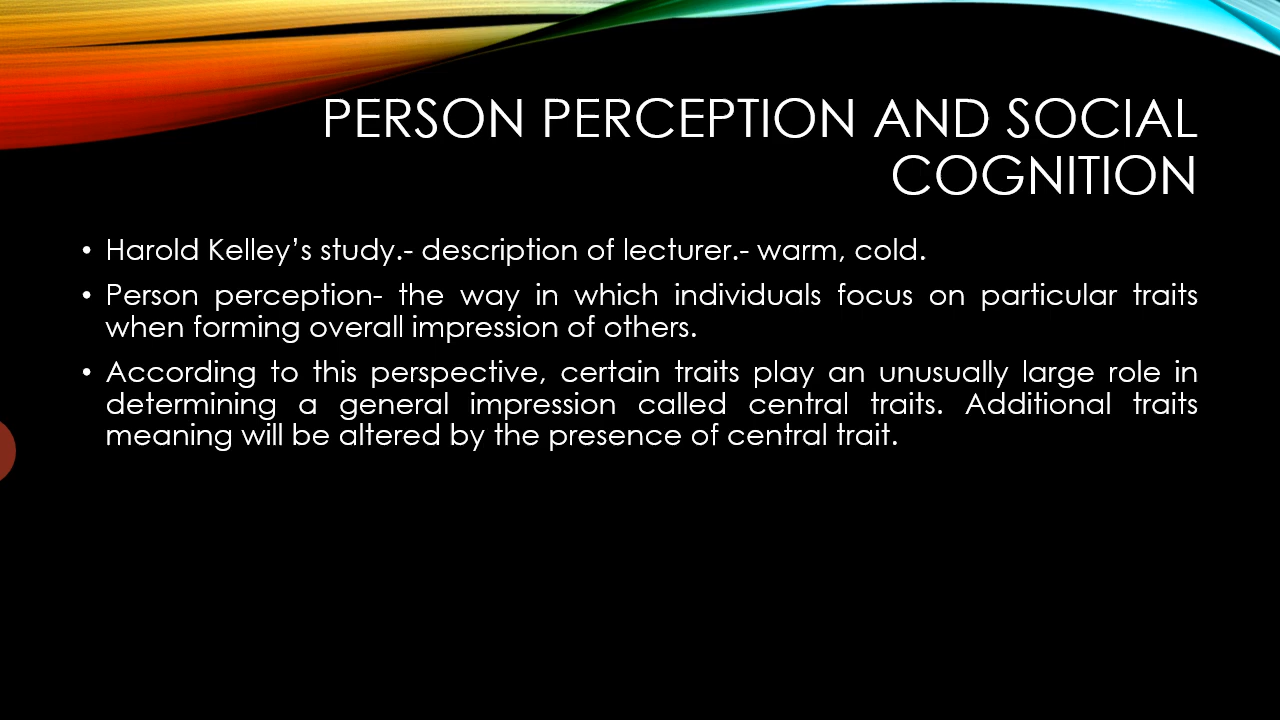 PERSON PERCEPTION AND SOCIAL
COGNITION
• Harold Kelley’s study.- description of lecturer.- warm, cold.
• Person perception- the way in which individuals focus on particular traits
when forming overall impression of others.
• According to this perspective, certain traits play an unusually large role in
determining a general impression called central traits. Additional traits
meaning will be altered by the presence of central trait.